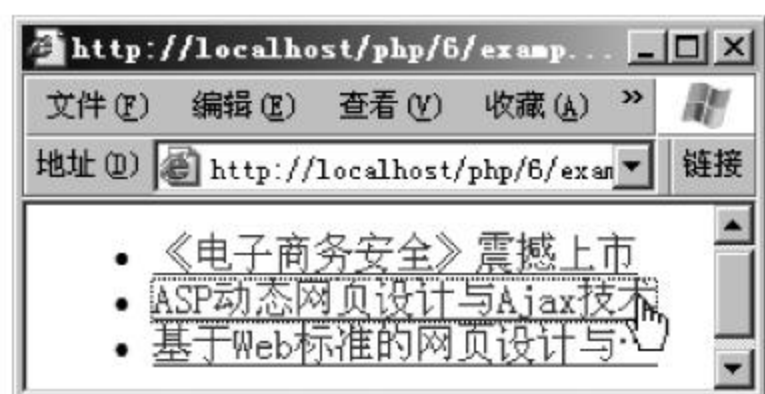 http://localhost/php/6/examp...
文件(F) 编辑(E) 查看(V) 收藏(A) »
地址(D) http://localhost/php/6/exam 链接
• 《电子商务安全》震撼上市
• ASP动态网页设计与Ajax技术
• 基于Web标准的网页设计与…